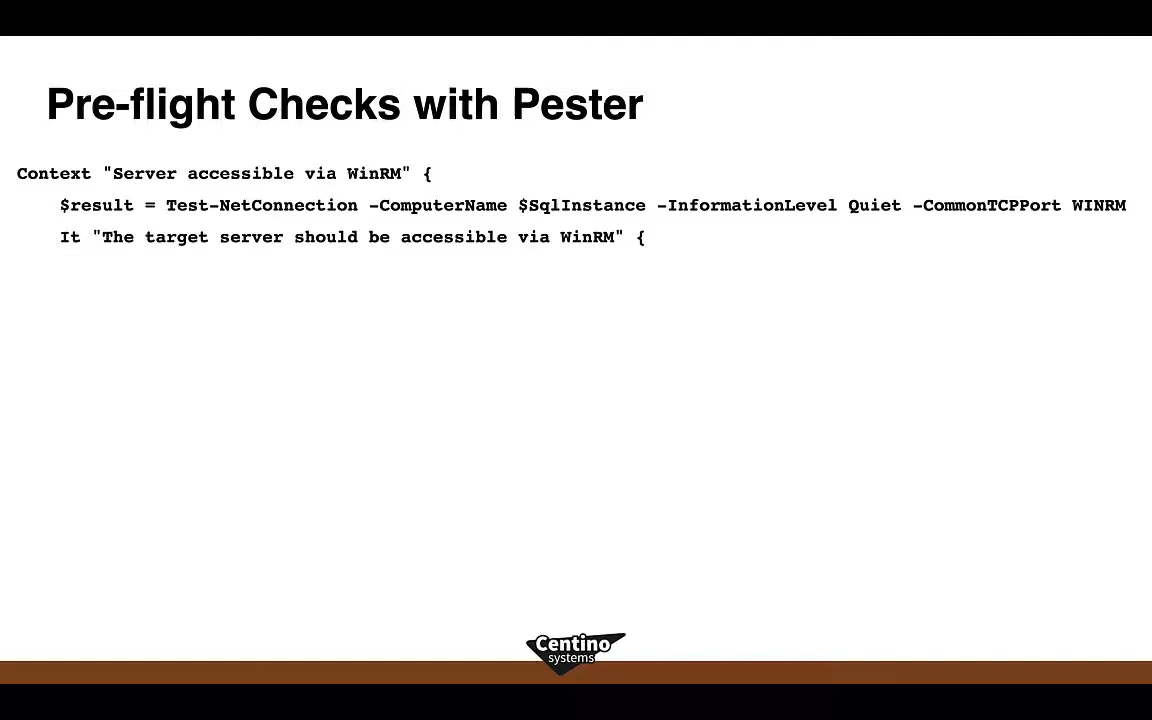 Pre-flight Checks with Pester
Context "Server accessible via WinRM" {
$result = Test-NetConnection -ComputerName $SqlInstance -InformationLevel Quiet -CommonTCPPort WINRM
It "The target server should be accessible via WinRM" {
Centino
systems